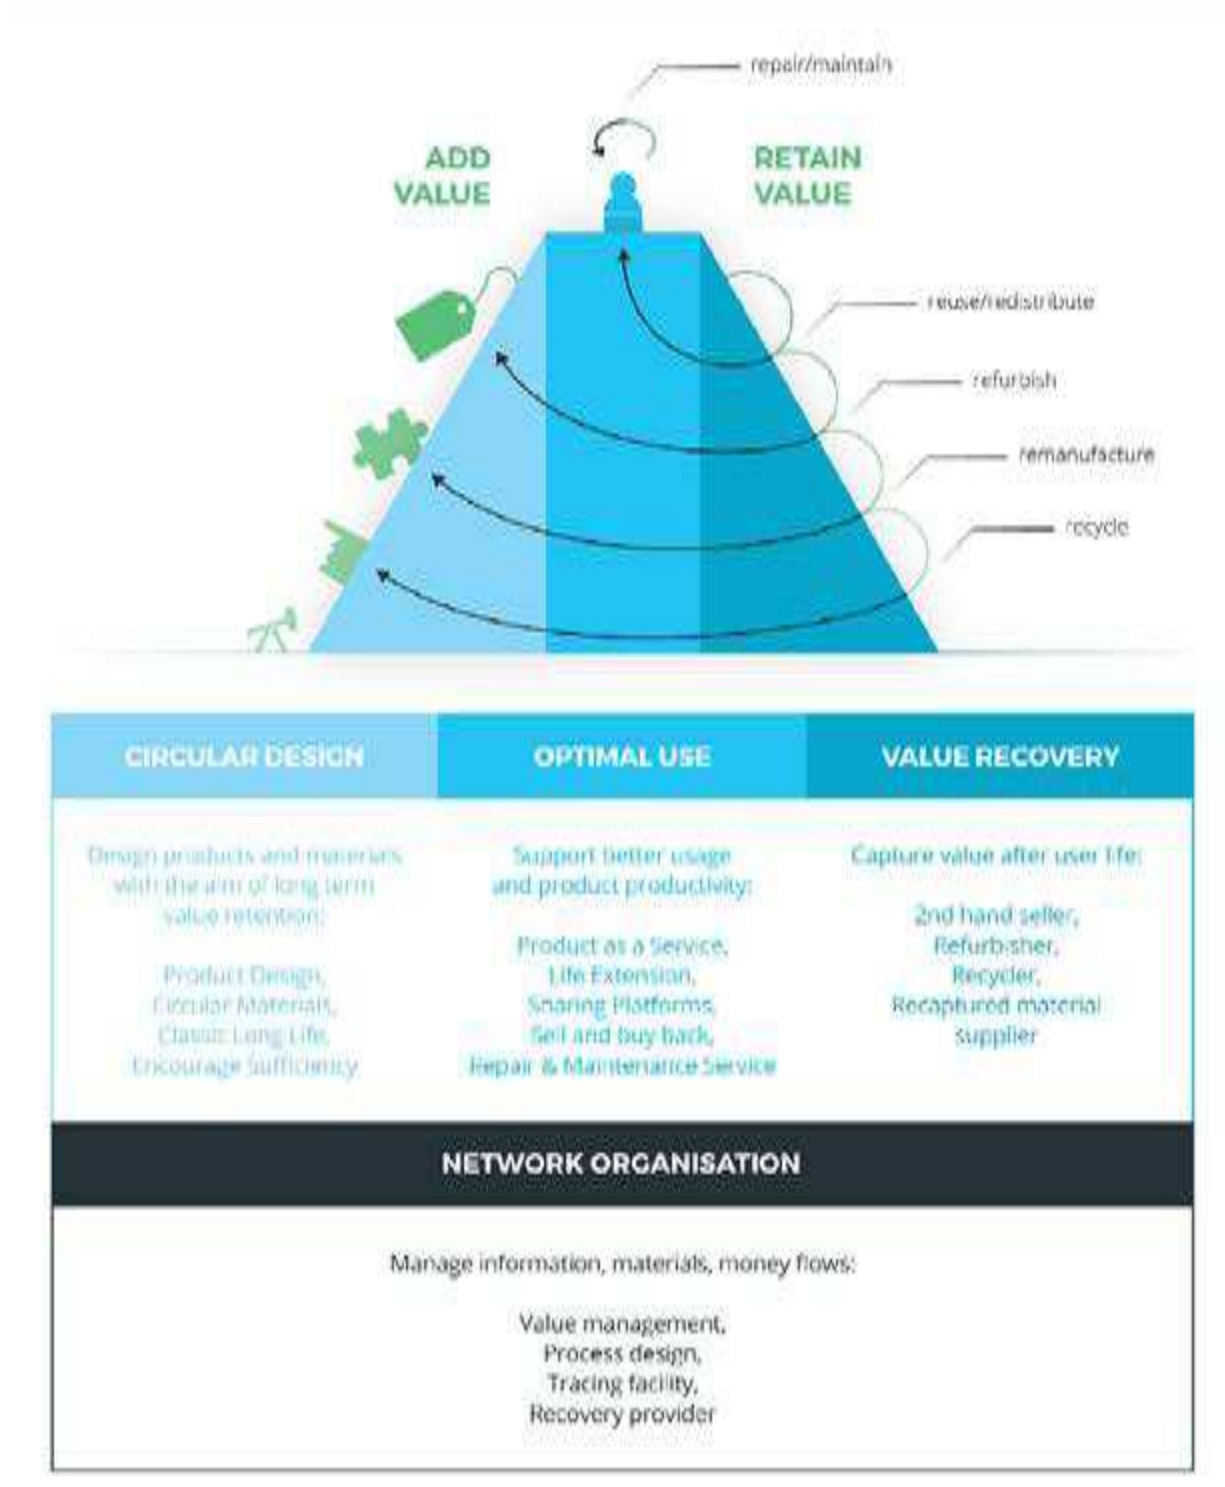 repair/maintain
ADD
VALUE
RETAIN
VALUE
reuse/redistribute
refurbish
remanufacture
recycle
CIRCULAR DESIGN
OPTIMAL USE
VALUE RECOVERY
Design products and materials
with the aim of long term
value retention:
Product Design,
Circular Materials,
Classic Long Life,
Encourage Sufficiency
Support better usage
and product productivity:
Product as a Service,
Life Extension,
Sharing Platforms,
Sell and buy back,
Repair & Maintenance Service
Capture value after user life:
2nd hand seller,
Refurbisher,
Recycler,
Recaptured material
supplier
NETWORK ORGANISATION
Manage information, materials, money flows:
Value management,
Process design,
Tracing facility,
Recovery provider